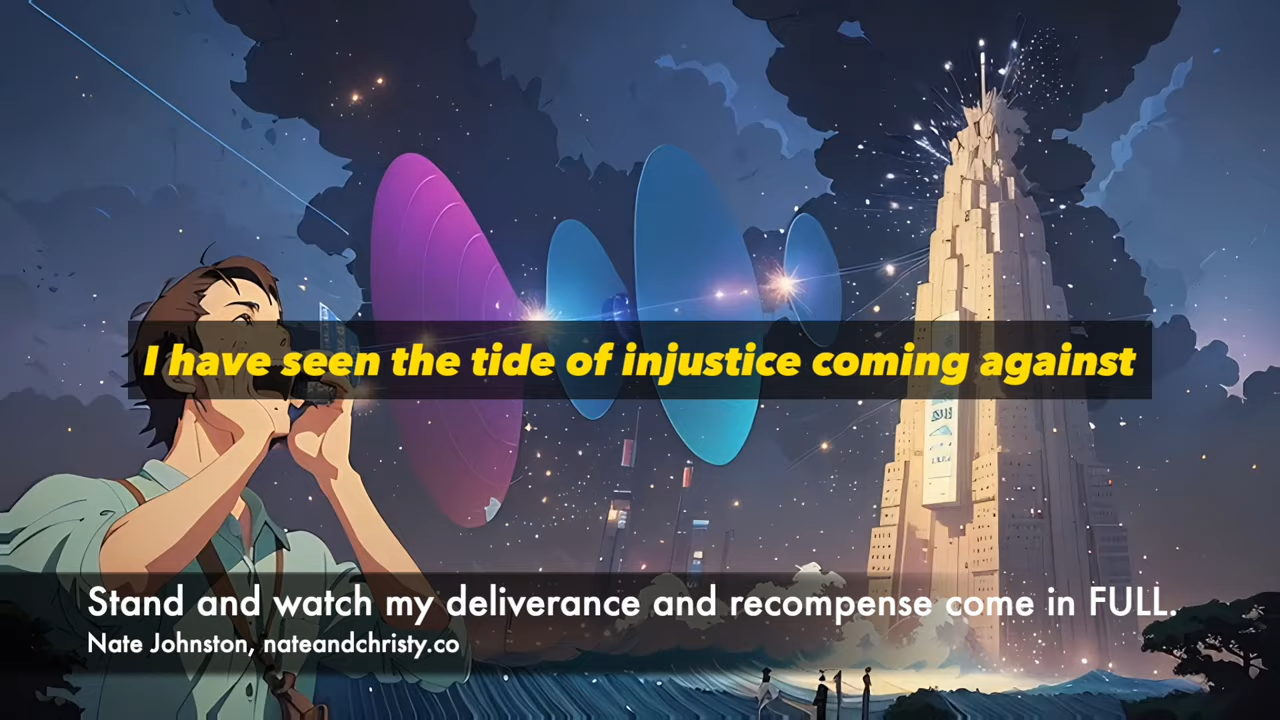 I have seen the tide of injustice coming against
Stand and watch my deliverance and recompense come in FULL.
Nate Johnston, nateandchristy.co